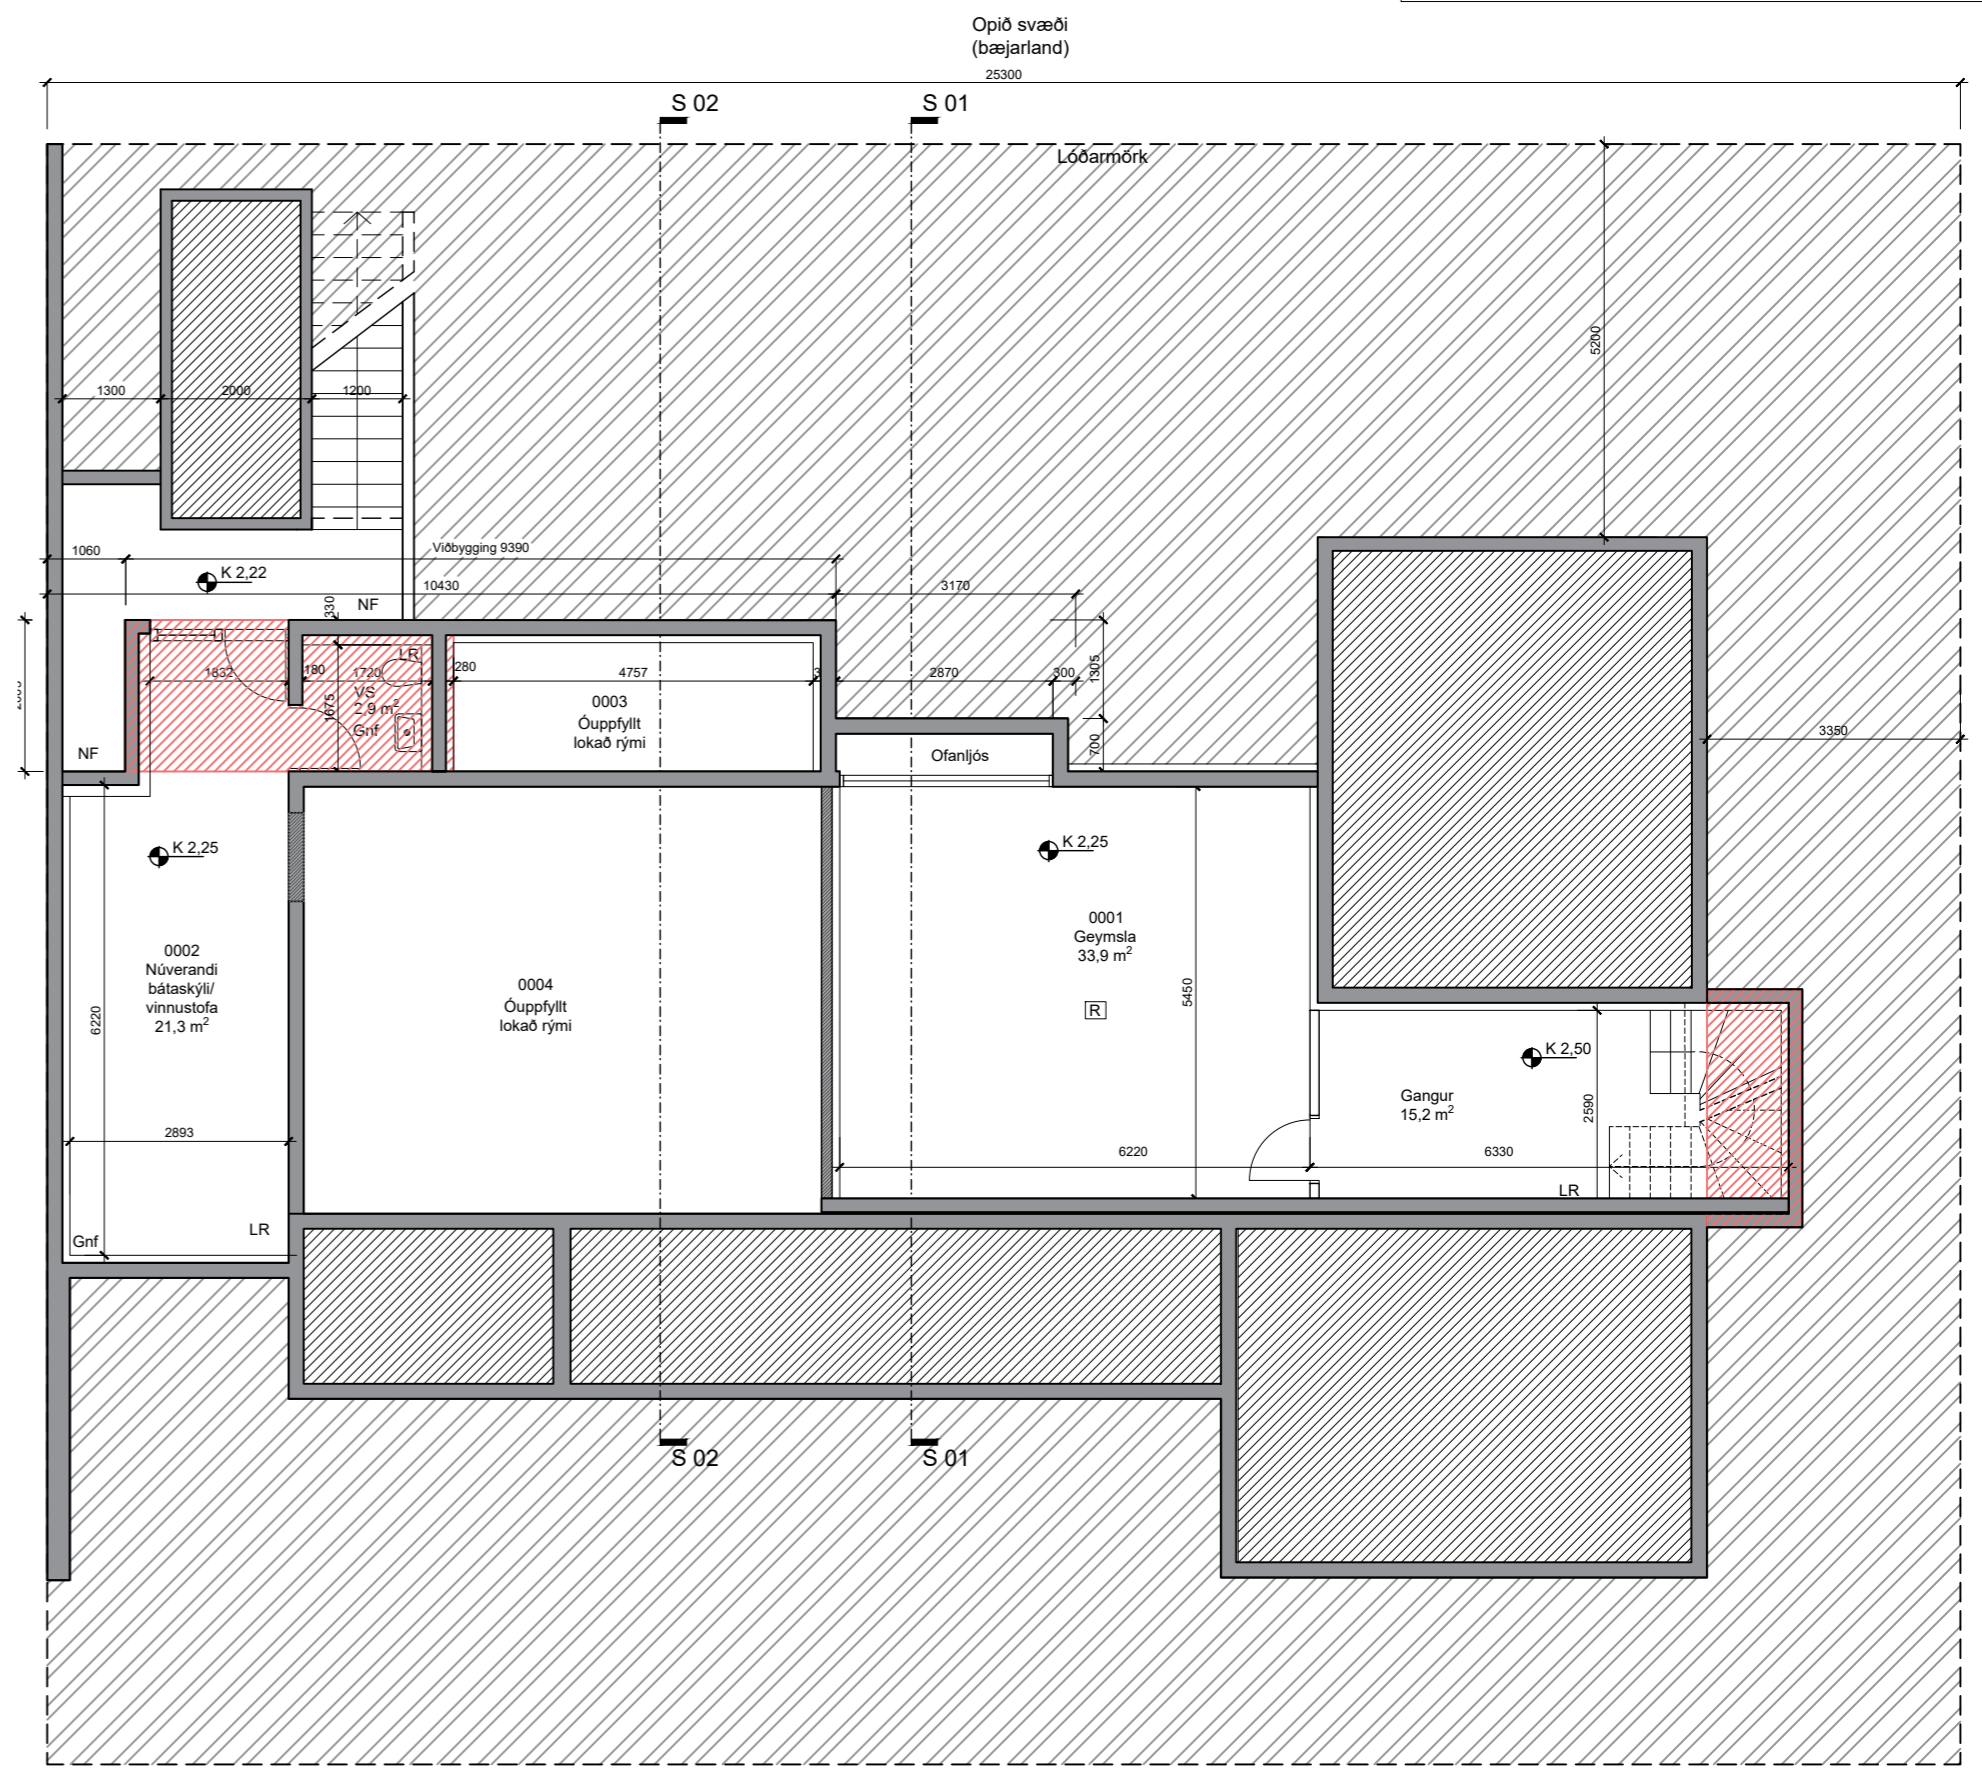 Opið svæði
(bæjarland)
25300
S 02
S 01
Lóðarmörk
5200
1300
2000
1200
1060
Viðbygging 9390
K 2,22
10430
3170
330
NF
LR
1832
180
1720
280
4757
2870
300
1305
VS
2,9 m²
Gnf
1675
0003
Óuppfyllt
lokað rými
NF
Ofanljós
700
3350
K 2,25
K 2,25
0002
Núverandi
bátaskýli/
vinnustofa
21,3 m²
0004
Óuppfyllt
lokað rými
0001
Geymsla
33,9 m²
R
5450
6220
K 2,50
Gangur
15,2 m²
2590
2893
6220
6330
LR
Gnf
LR
S 02
S 01